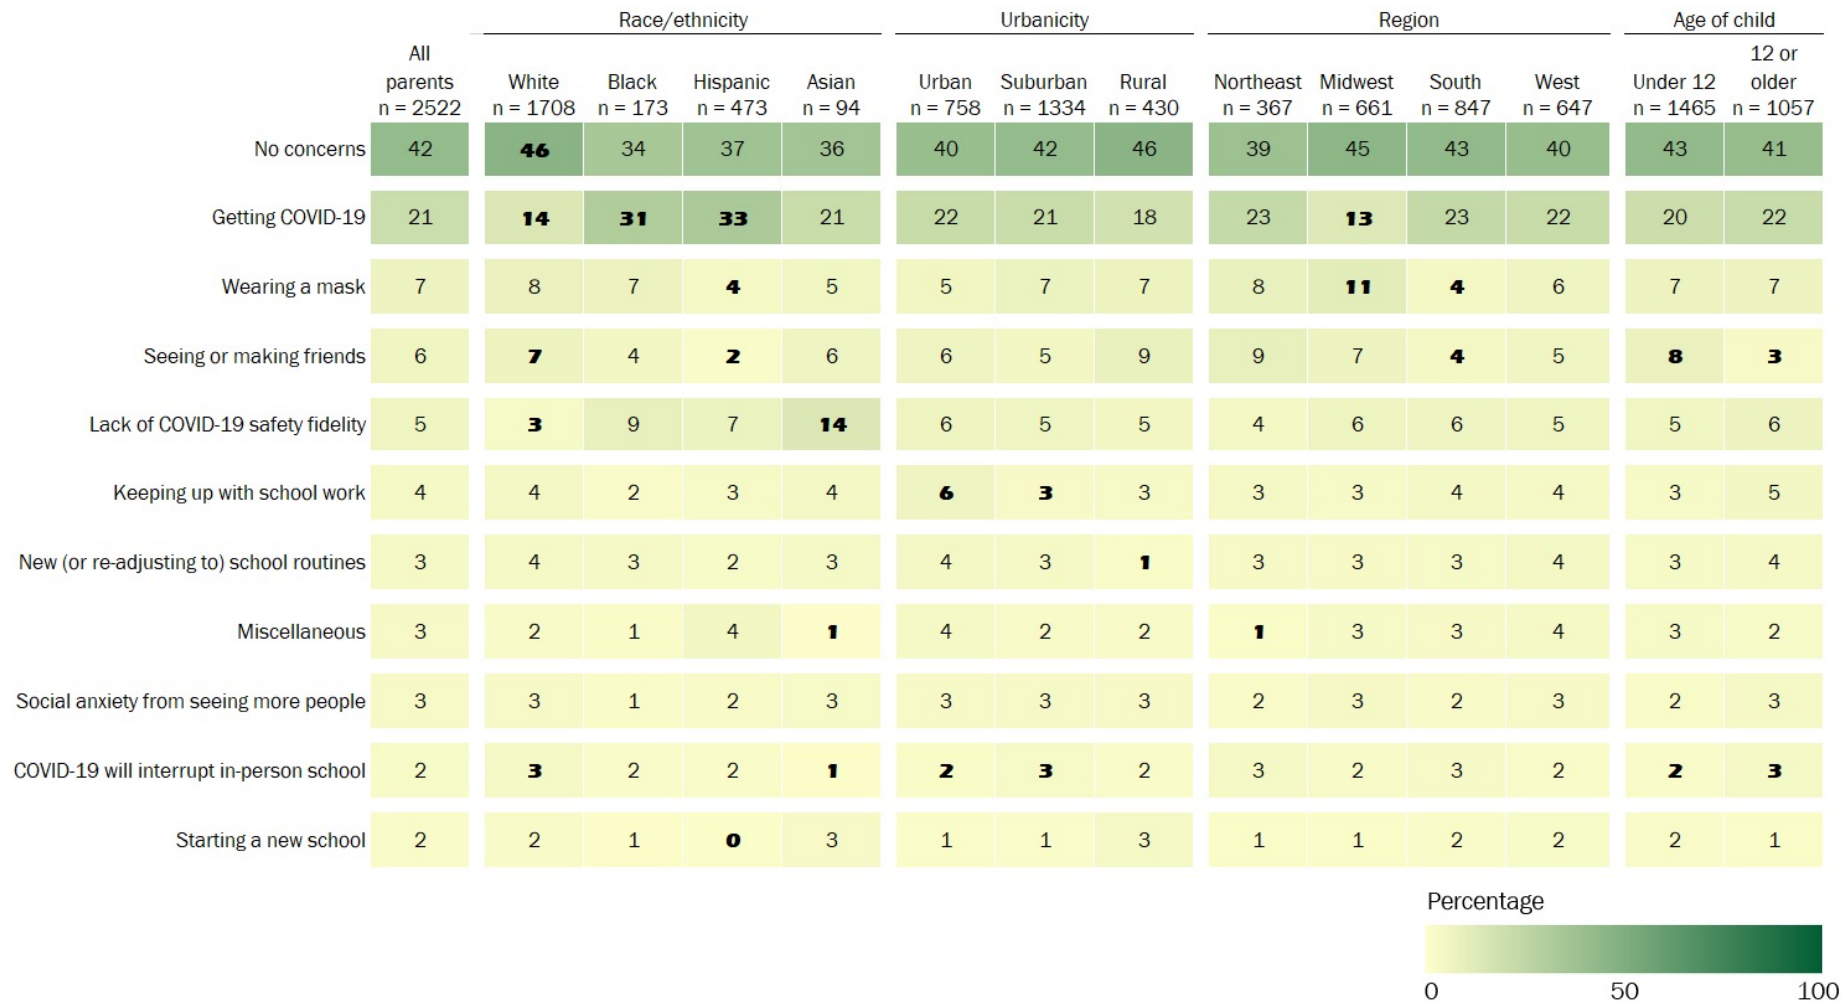 Race/ethnicity Urbanicity Region Age of child
All 12 or
parents White Black Hispanic Asian Urban Suburban Rural Northeast Midwest South West Under 12 older
n = 2522 n = 1708 n = 173 n = 473 n = 94 n = 758 n = 1334 n = 430 n = 367 n = 661 n = 847 n = 647 n = 1465 n = 1057
No concerns 42 46 34 37 36 40 42 46 39 45 43 40 43 41
Getting COVID-19 21 14 31 33 21 22 21 18 23 13 23 22 20 22
Wearing a mask 7 8 7 4 5 5 7 7 8 11 4 6 7 7
Seeing or making friends 6 7 4 2 6 6 5 9 9 7 4 5 8 3
Lack of COVID-19 safety fidelity 5 3 9 7 14 6 5 5 4 6 6 5 5 6
Keeping up with school work 4 4 2 3 4 6 3 3 3 3 4 4 3 5
New (or re-adjusting to) school routines 3 4 3 2 3 4 3 1 3 3 3 4 3 4
Miscellaneous 3 2 1 4 1 4 2 2 1 3 3 4 3 2
Social anxiety from seeing more people 3 3 1 2 3 3 3 3 2 3 2 3 2 3
COVID-19 will interrupt in-person school 2 3 2 2 1 2 3 2 3 2 3 2 2 3
Starting a new school 2 2 1 0 3 1 1 3 1 1 2 2 2 1
Percentage
0 50 100